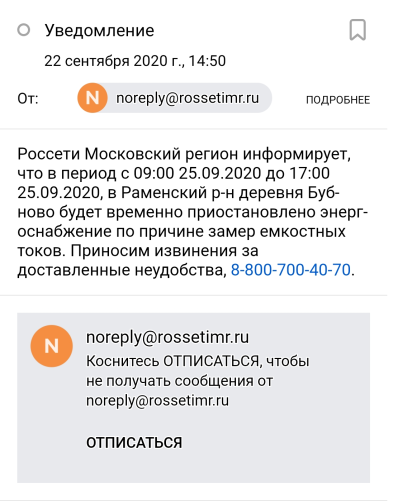 Уведомление
22 сентября 2020 г., 14:50
От:
N
noreply@rossetimr.ru
ПОДРОБНЕЕ
Россети Московский регион информирует,
что в период с 09:00 25.09.2020 до 17:00
25.09.2020, в Раменский р-н деревня Буб-
ново будет временно приостановлено энерг-
оснабжение по причине замер емкостных
токов. Приносим извинения за
доставленные неудобства, 8-800-700-40-70.
N
noreply@rossetimr.ru
Коснитесь ОТПИСАТЬСЯ, чтобы
не получать сообщения от
noreply@rossetimr.ru
ОТПИСАТЬСЯ